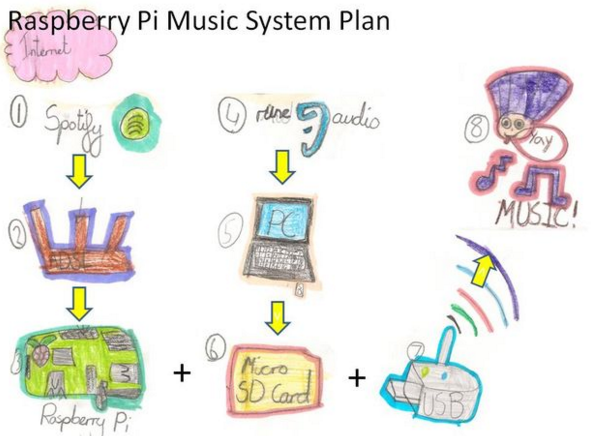 Raspberry Pi Music System Plan
Internet
1 Spotify
2 ADSL
3
Raspberry Pi
+
4 rune audio
5 PC
6 Micro
SD Card
+
7 USB
8 Yay
MUSIC!